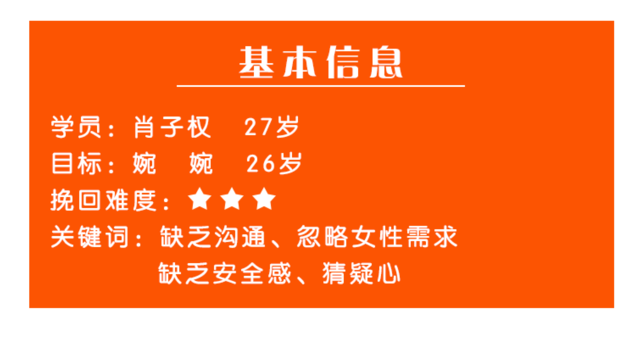 基本信息
学员：肖子权 27岁
目标：婉 婉 26岁
挽回难度：★★★
关键词：缺乏沟通、忽略女性需求
缺乏安全感、猜疑心